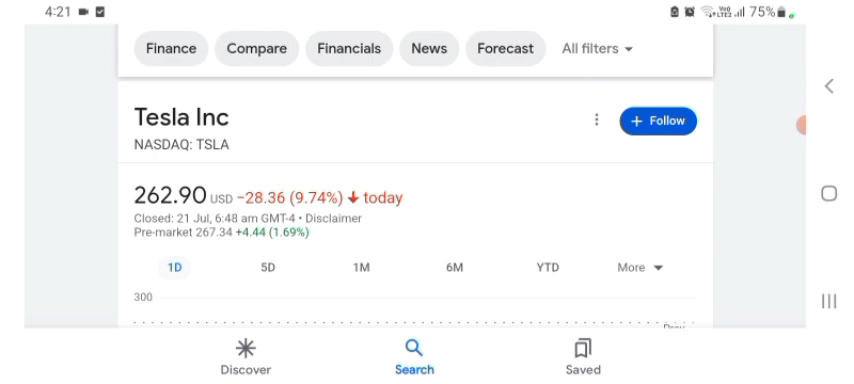 4:21 75%
Finance Compare Financials News Forecast All filters
Tesla Inc
+ Follow
NASDAQ: TSLA
262.90 USD −28.36 (9.74%) today
Closed: 21 Jul, 6:48 am GMT-4 • Disclaimer
Pre-market 267.34 +4.44 (1.69%)
1D 5D 1M 6M YTD More
300
Discover Search Saved